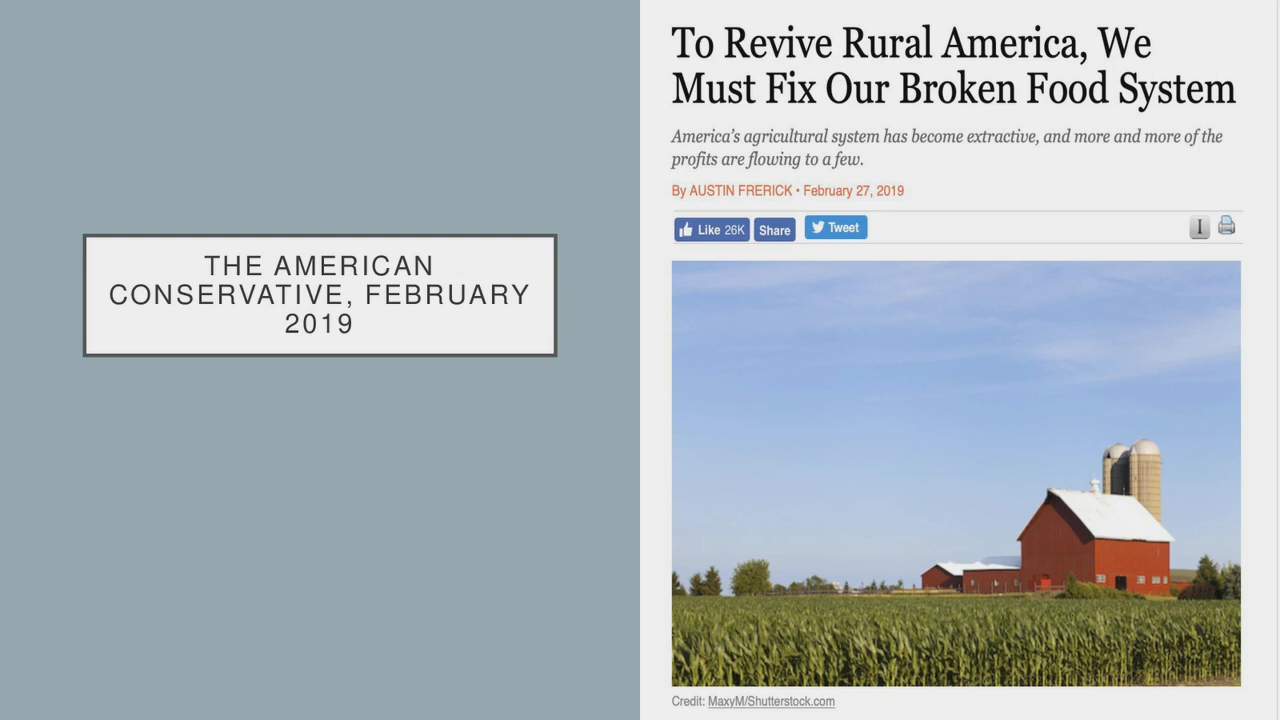 THE AMERICAN
CONSERVATIVE, FEBRUARY
2019
To Revive Rural America, We
Must Fix Our Broken Food System
America's agricultural system has become extractive, and more and more of the
profits are flowing to a few.
By AUSTIN FRERICK • February 27, 2019
Like 26K Share Tweet I
Credit: MaxyM/Shutterstock.com